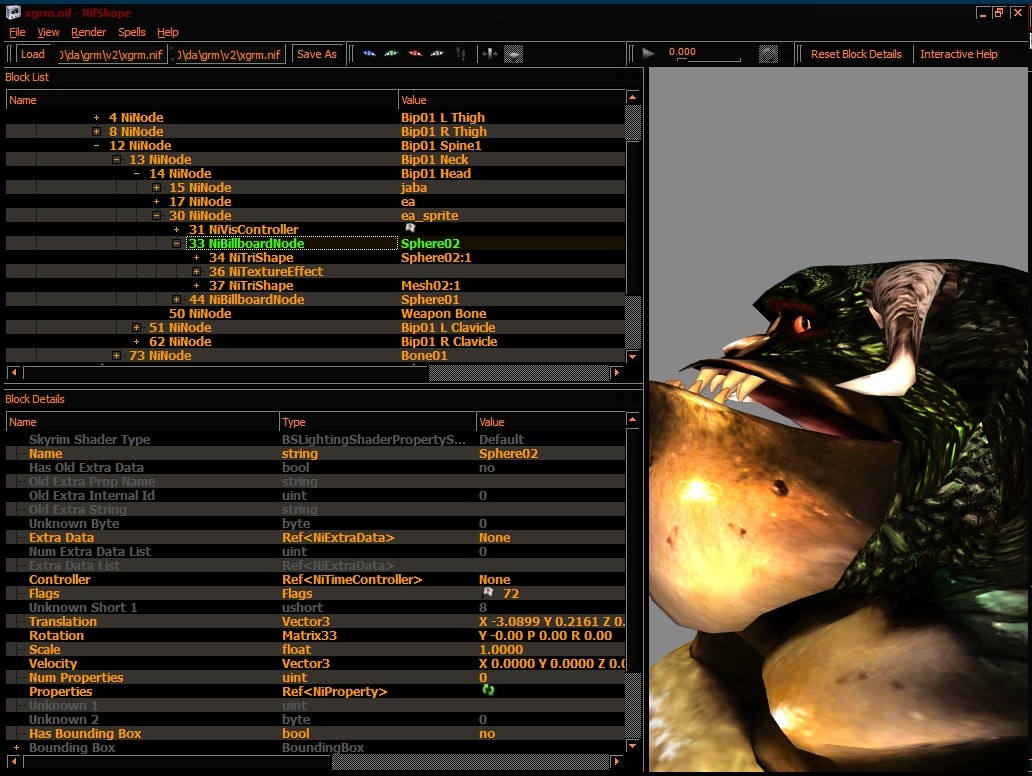 xgrm.nif - NifSkope
File View Render Spells Help
Load )\da\grm\v2\xgrm.nif )\da\grm\v2\xgrm.nif Save As 0.000 Reset Block Details Interactive Help
Block List
Name Value
4 NiNode Bip01 L Thigh
8 NiNode Bip01 R Thigh
12 NiNode Bip01 Spine1
13 NiNode Bip01 Neck
14 NiNode Bip01 Head
15 NiNode jaba
17 NiNode ea
30 NiNode ea_sprite
31 NiVisController
33 NiBillboardNode Sphere02
34 NiTriShape Sphere02:1
36 NiTextureEffect
37 NiTriShape Mesh02:1
44 NiBillboardNode Sphere01
50 NiNode Weapon Bone
51 NiNode Bip01 L Clavicle
62 NiNode Bip01 R Clavicle
73 NiNode Bone01
Block Details
Name Type Value
Skyrim Shader Type BSLightingShaderPropertyS... Default
Name string Sphere02
Has Old Extra Data bool no
Old Extra Prop Name string
Old Extra Internal Id uint 0
Old Extra String string
Unknown Byte byte 0
Extra Data Ref<NiExtraData> None
Num Extra Data List uint 0
Extra Data List Ref<NiExtraData>
Controller Ref<NiTimeController> None
Flags Flags 72
Unknown Short 1 ushort 8
Translation Vector3 X -3.0899 Y 0.2161 Z 0.
Rotation Matrix33 Y -0.00 P 0.00 R 0.00
Scale float 1.0000
Velocity Vector3 X 0.0000 Y 0.0000 Z 0.0
Num Properties uint 0
Properties Ref<NiProperty>
Unknown 1 uint
Unknown 2 byte 0
Has Bounding Box bool no
Bounding Box BoundingBox